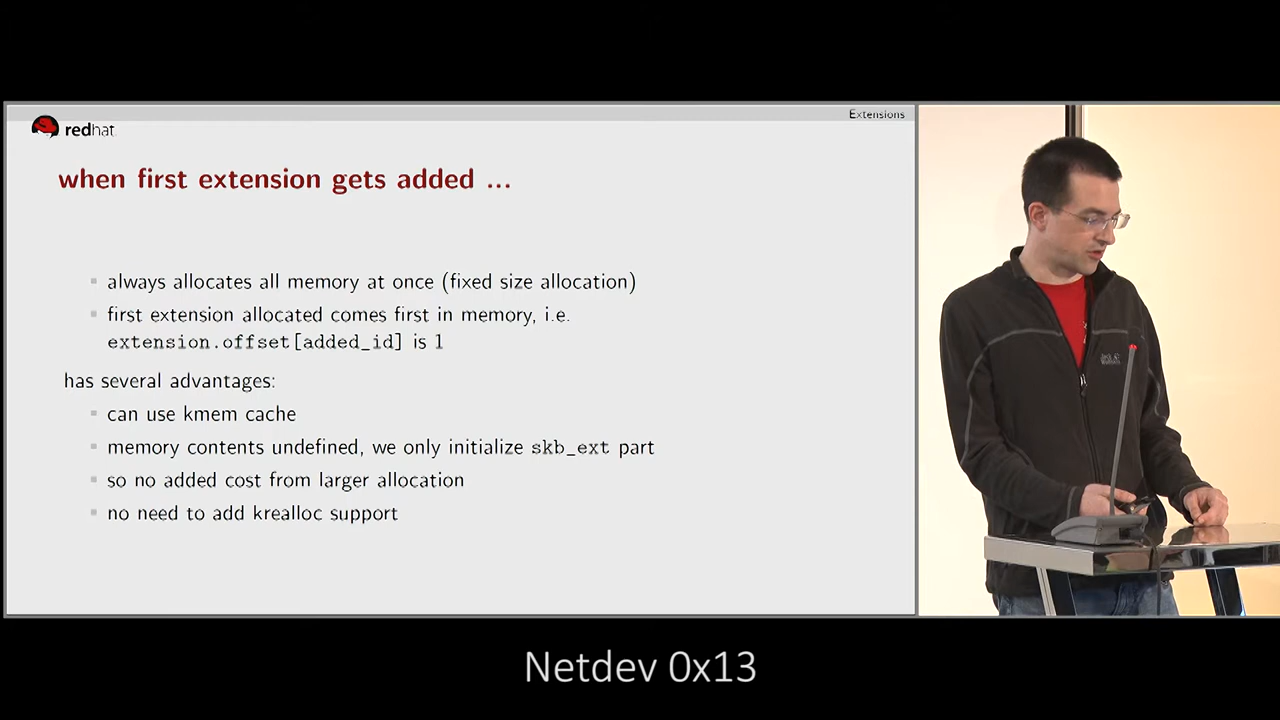 Extensions
redhat.
when first extension gets added ...
always allocates all memory at once (fixed size allocation)
first extension allocated comes first in memory, i.e.
extension.offset[added_id] is 1
has several advantages:
can use kmem cache
memory contents undefined, we only initialize skb_ext part
so no added cost from larger allocation
no need to add krealloc support
Netdev 0x13